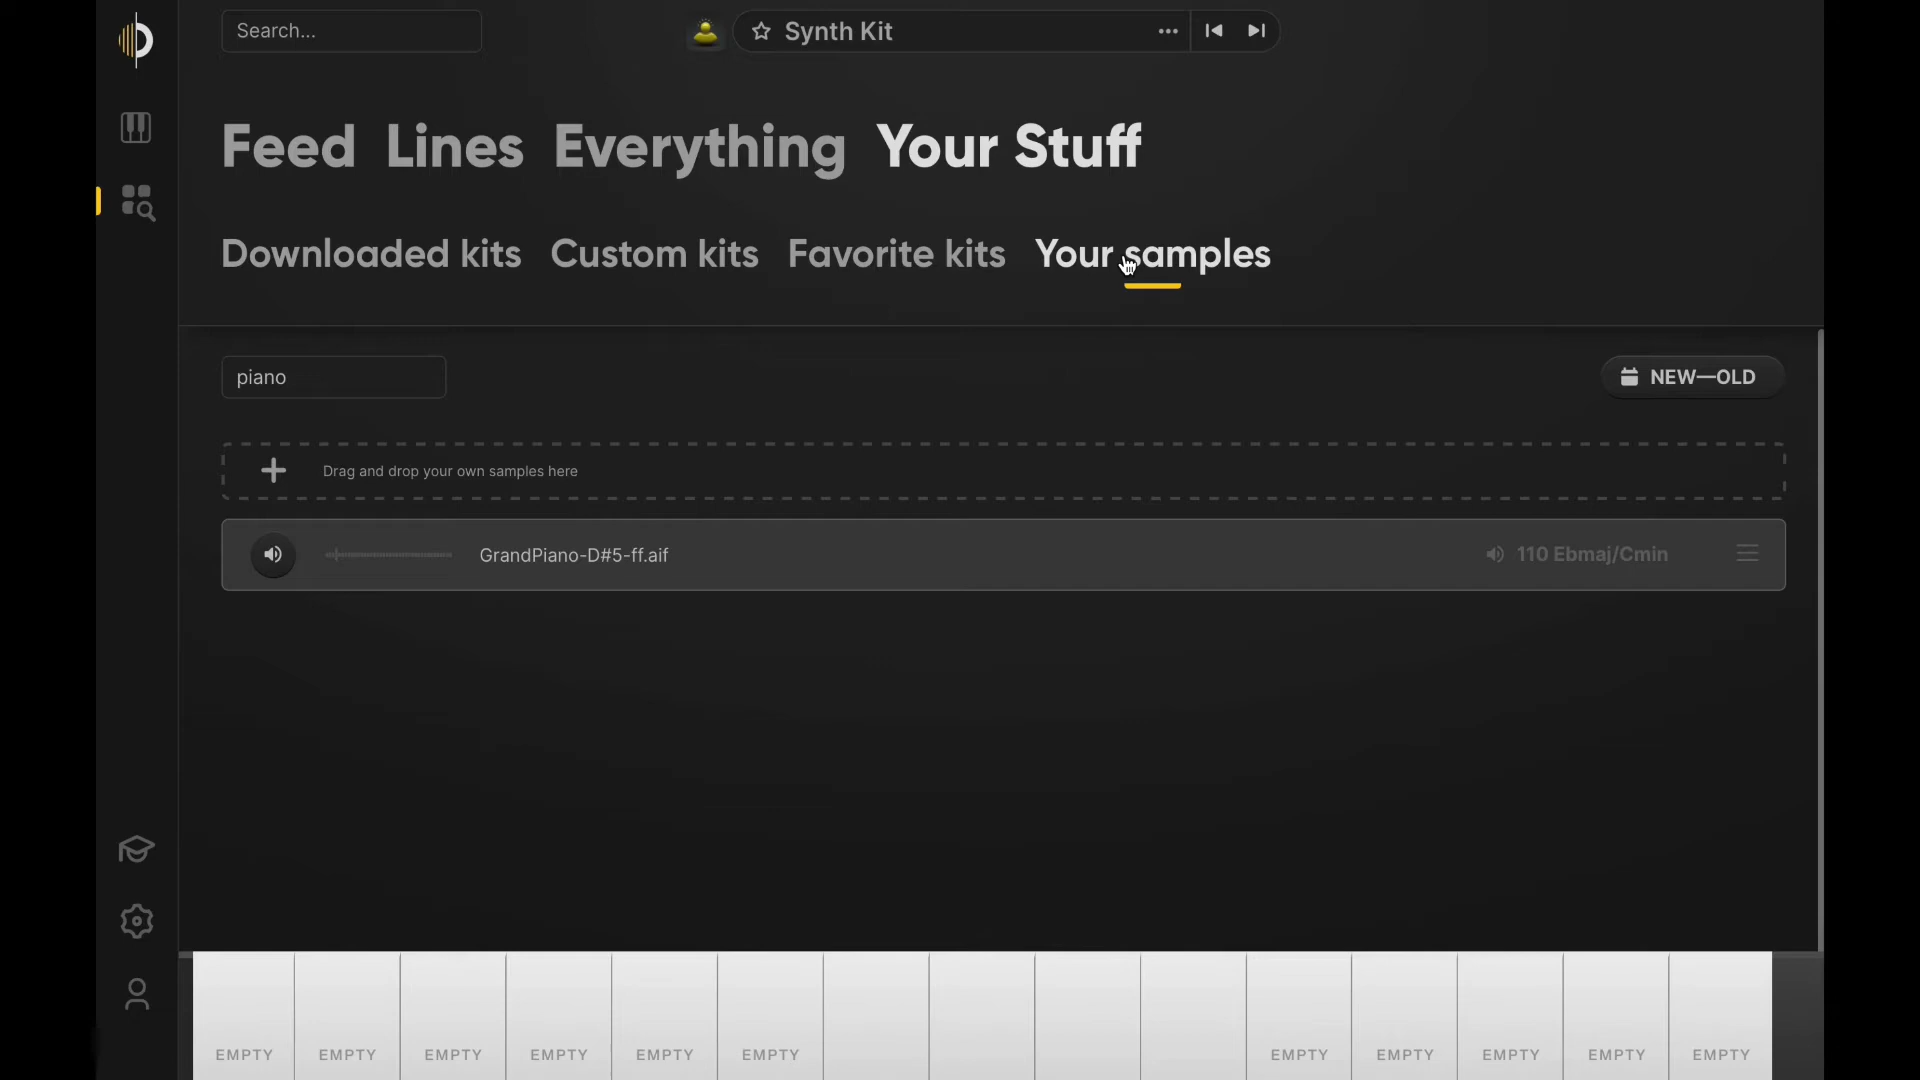 Search...
Synth Kit
Feed Lines Everything Your Stuff
Downloaded kits Custom kits Favorite kits Your samples
piano
NEW—OLD
Drag and drop your own samples here
GrandPiano-D#5-ff.aif
110 Ebmaj/Cmin
EMPTY EMPTY EMPTY EMPTY EMPTY EMPTY EMPTY EMPTY EMPTY EMPTY EMPTY